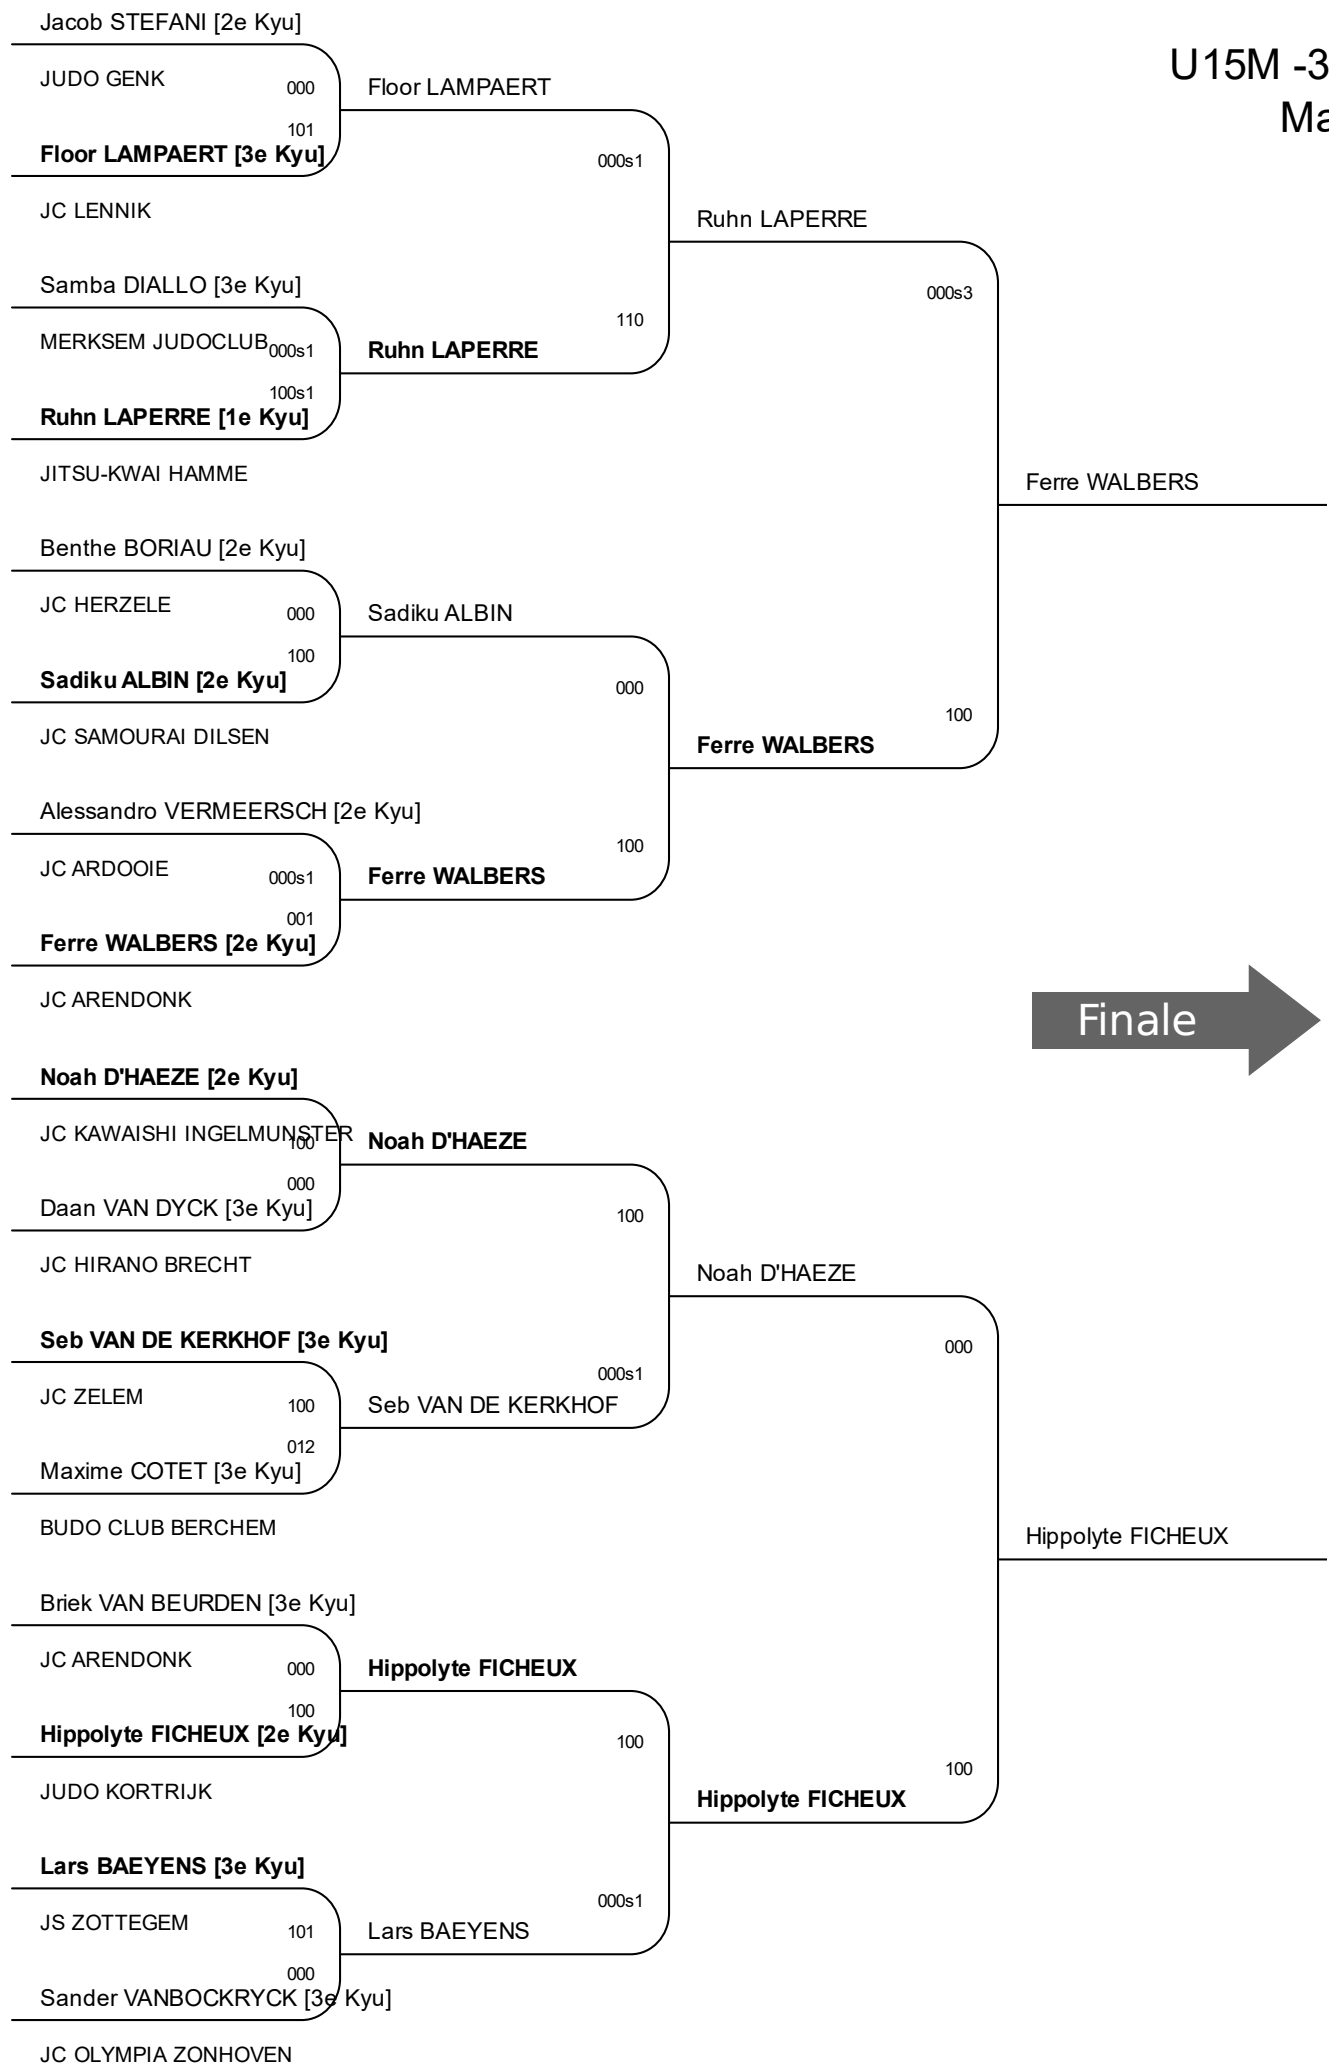 Jacob STEFANI [2e Kyu]
JUDO GENK
000
101
Floor LAMPAERT [3e Kyu]
JC LENNIK
Samba DIALLO [3e Kyu]
MERKSEM JUDOCLUB
000s1
100s1
Ruhn LAPERRE [1e Kyu]
JITSU-KWAI HAMME
Benthe BORIAU [2e Kyu]
JC HERZELE
000
100
Sadiku ALBIN [2e Kyu]
JC SAMOURAI DILSEN
Alessandro VERMEERSCH [2e Kyu]
JC ARDOOIE
000s1
001
Ferre WALBERS [2e Kyu]
JC ARENDONK
Noah D'HAEZE [2e Kyu]
JC KAWAISHI INGELMUNSTER
100
000
Daan VAN DYCK [3e Kyu]
JC HIRANO BRECHT
Seb VAN DE KERKHOF [3e Kyu]
JC ZELEM
100
012
Maxime COTET [3e Kyu]
BUDO CLUB BERCHEM
Briek VAN BEURDEN [3e Kyu]
JC ARENDONK
000
100
Hippolyte FICHEUX [2e Kyu]
JUDO KORTRIJK
Lars BAEYENS [3e Kyu]
JS ZOTTEGEM
101
000
Sander VANBOCKRYCK [3e Kyu]
JC OLYMPIA ZONHOVEN
Floor LAMPAERT
000s1
110
Ruhn LAPERRE
Sadiku ALBIN
000
100
Ferre WALBERS
Noah D'HAEZE
100
000s1
Seb VAN DE KERKHOF
Hippolyte FICHEUX
100
000s1
Lars BAEYENS
Ruhn LAPERRE
000s3
100
Ferre WALBERS
Noah D'HAEZE
000
100
Hippolyte FICHEUX
U15M -3
Ma
Ferre WALBERS
Finale
Hippolyte FICHEUX